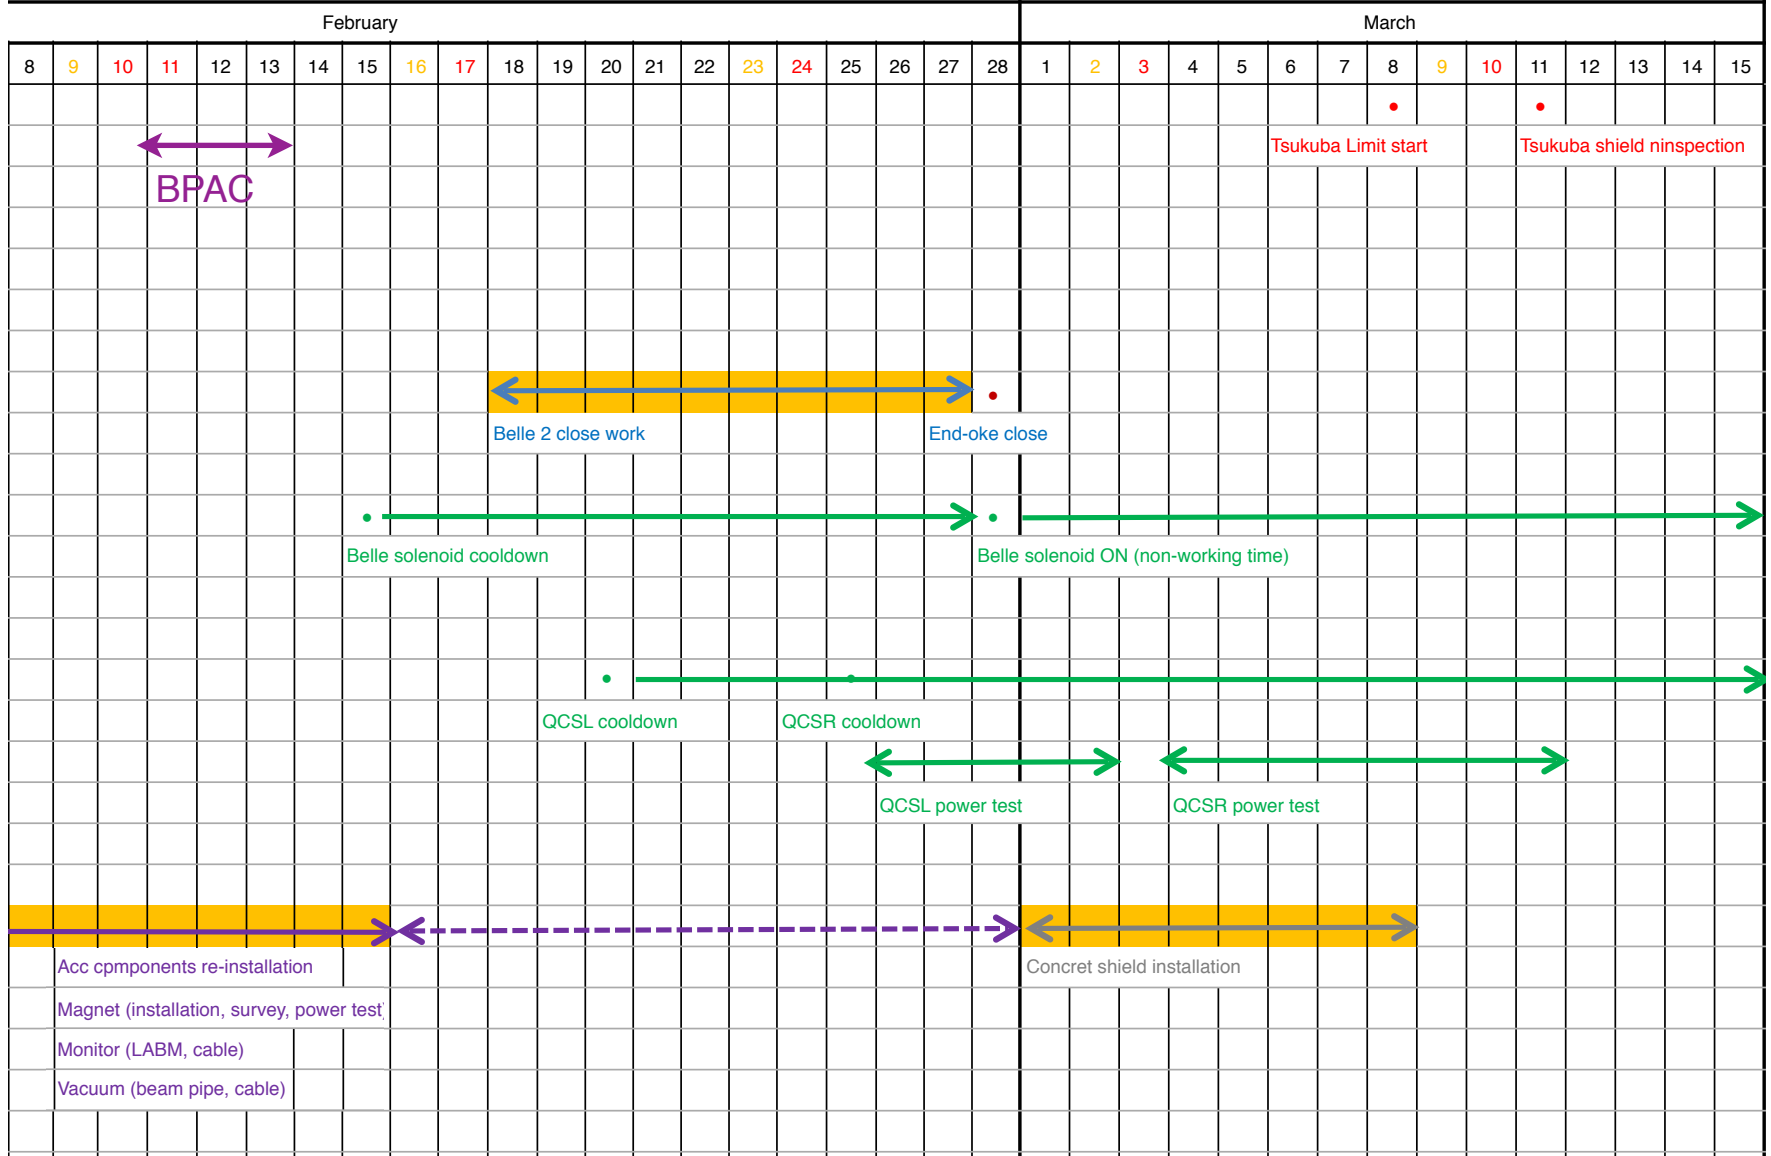 February March
8 9 10 11 12 13 14 15 16 17 18 19 20 21 22 23 24 25 26 27 28 1 2 3 4 5 6 7 8 9 10 11 12 13 14 15
Tsukuba Limit start Tsukuba shield ninspection
BPAC
Belle 2 close work End-oke close
Belle solenoid cooldown Belle solenoid ON (non-working time)
QCSL cooldown QCSR cooldown
QCSL power test QCSR power test
Acc cpmponents re-installation Concret shield installation
Magnet (installation, survey, power test)
Monitor (LABM, cable)
Vacuum (beam pipe, cable)